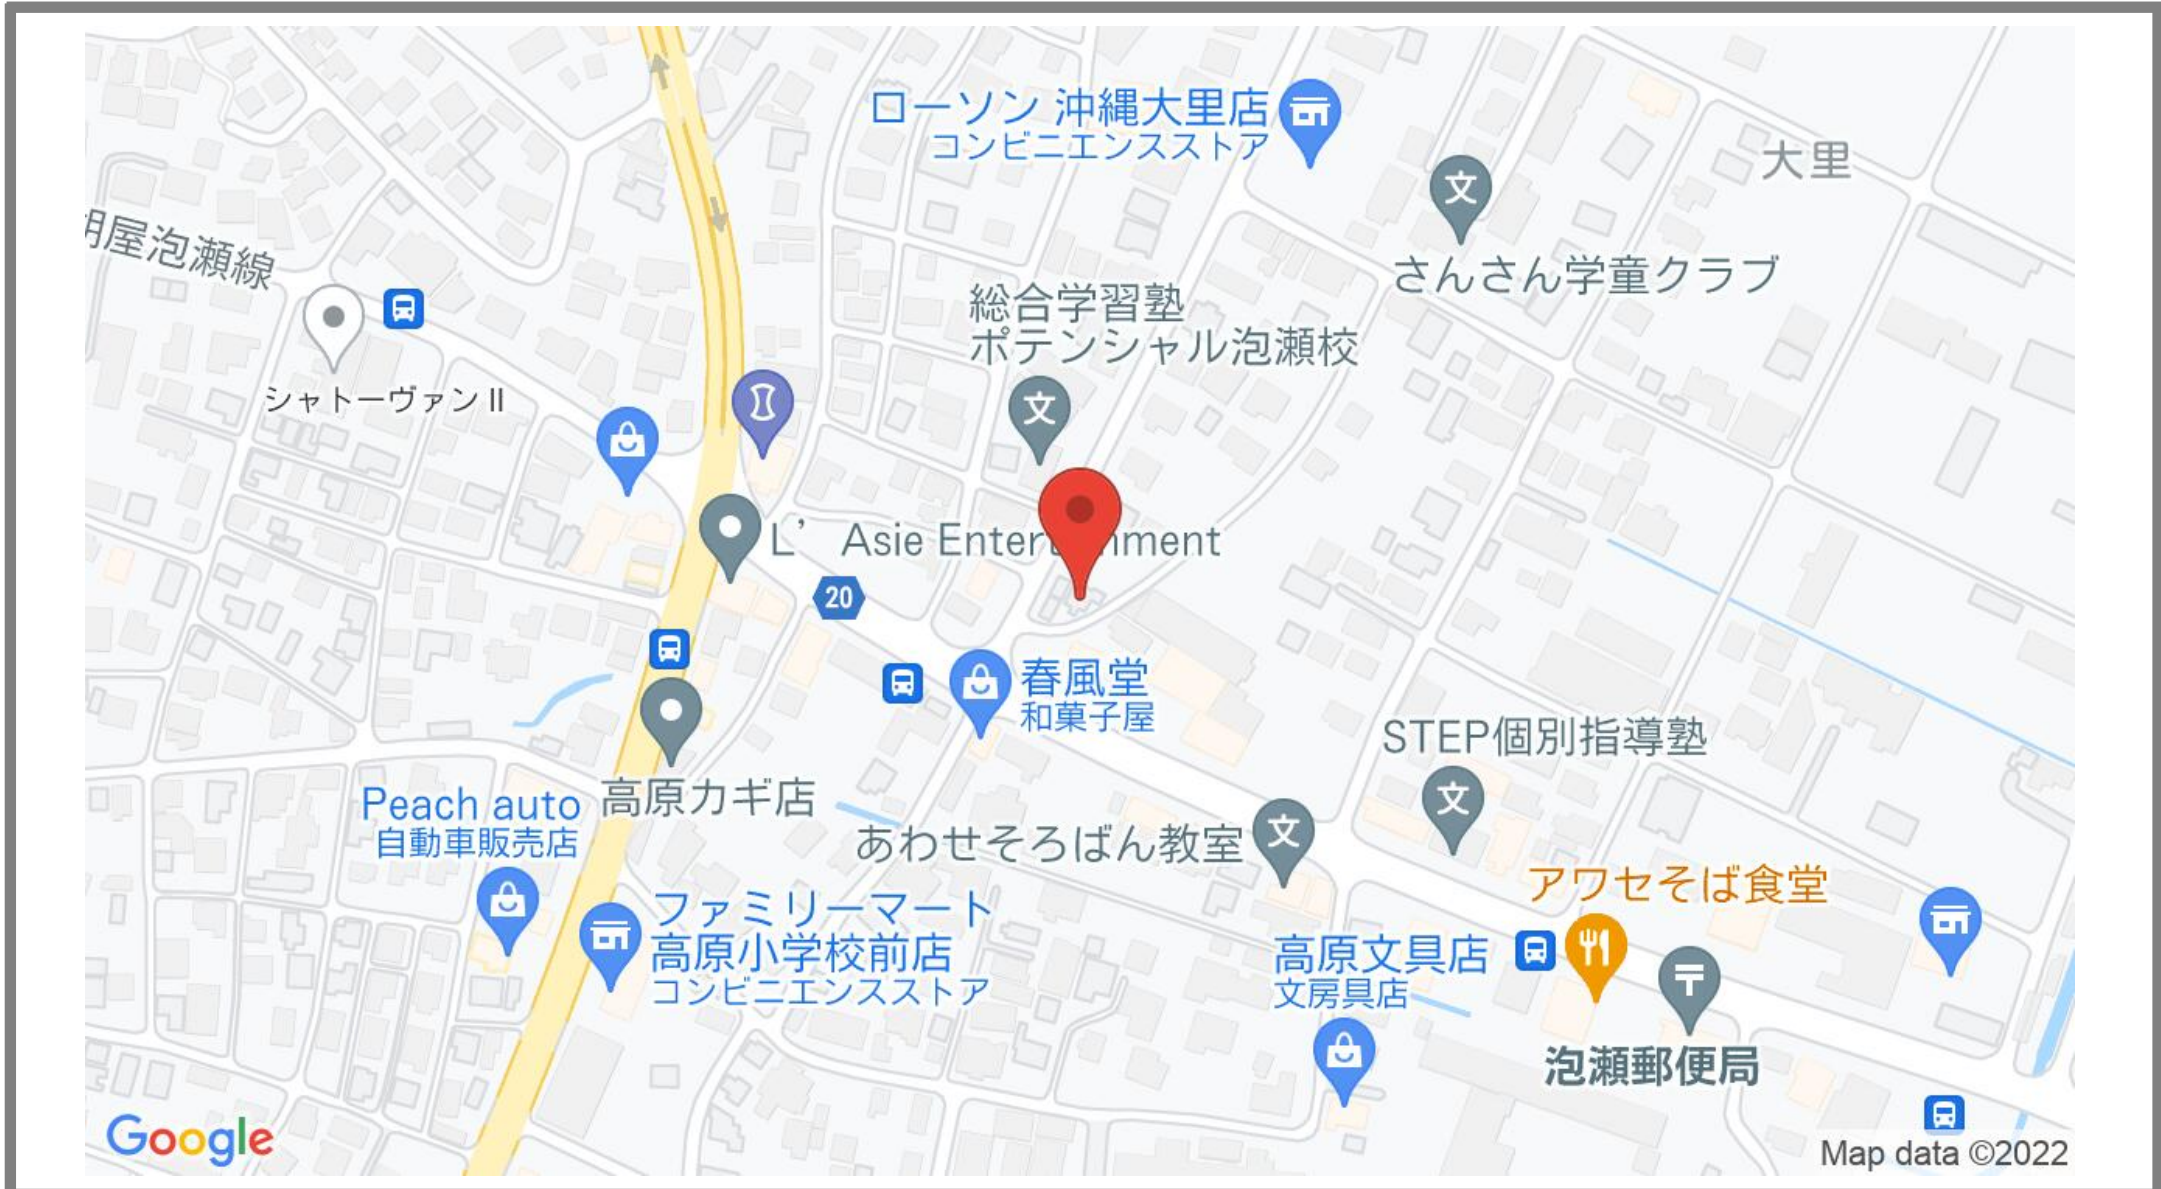 ローソン 沖縄大里店
コンビニエンスストア
大里
屋泡瀬線
さんさん学童クラブ
総合学習塾
ポテンシャル泡瀬校
シャトーヴァンⅡ
文
文
L’ Asie Enter
nment
20
春風堂
和菓子屋
STEP個別指導塾
文
Peach auto
自動車販売店
高原カギ店
あわせそろばん教室
文
アワセそば食堂
ファミリーマート
高原小学校前店
コンビニエンスストア
高原文具店
文房具店
〒
泡瀬郵便局
Google
Map data ©2022